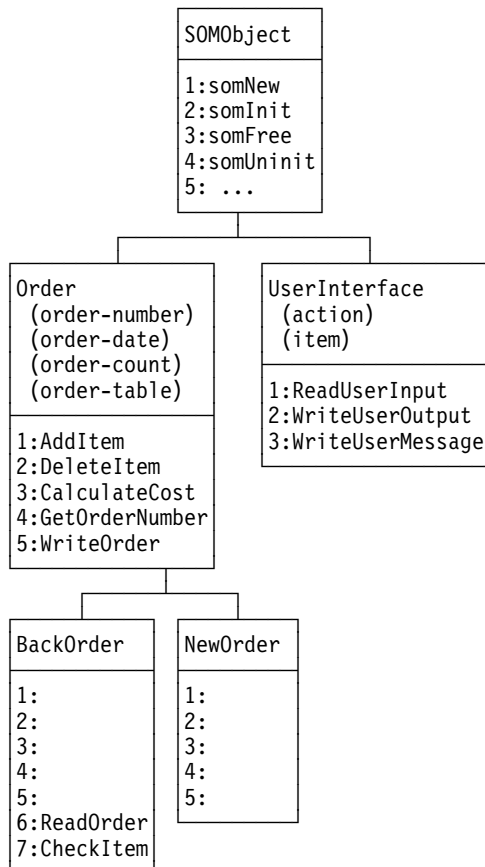 SOMObject
1:somNew
2:somInit
3:somFree
4:somUninit
5: ...
Order
(order-number)
(order-date)
(order-count)
(order-table)
1:AddItem
2:DeleteItem
3:CalculateCost
4:GetOrderNumber
5:WriteOrder
UserInterface
(action)
(item)
1:ReadUserInput
2:WriteUserOutput
3:WriteUserMessage
BackOrder
1:
2:
3:
4:
5:
6:ReadOrder
7:CheckItem
NewOrder
1:
2:
3:
4:
5: